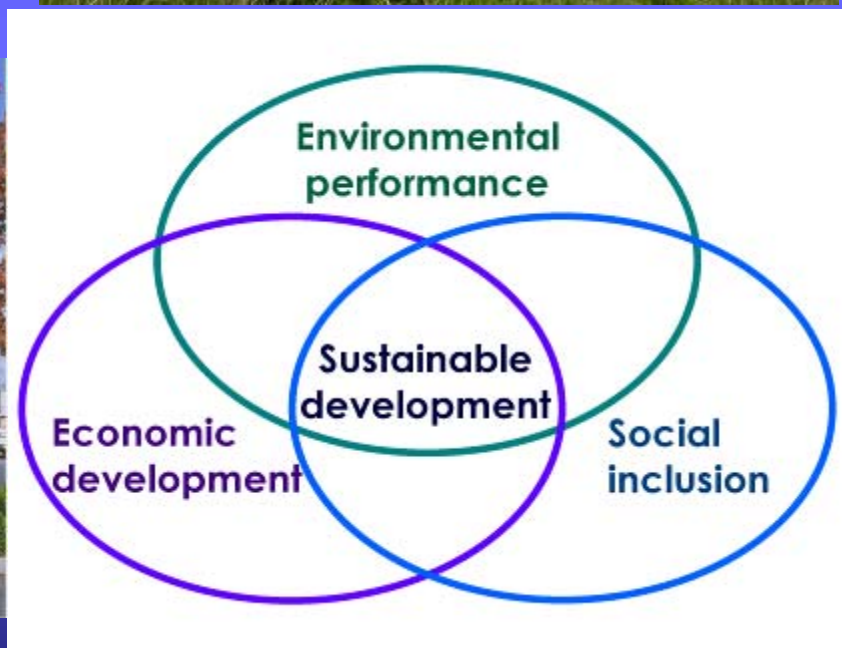 Environmental
performance
Sustainable
development
Economic
development
Social
inclusion